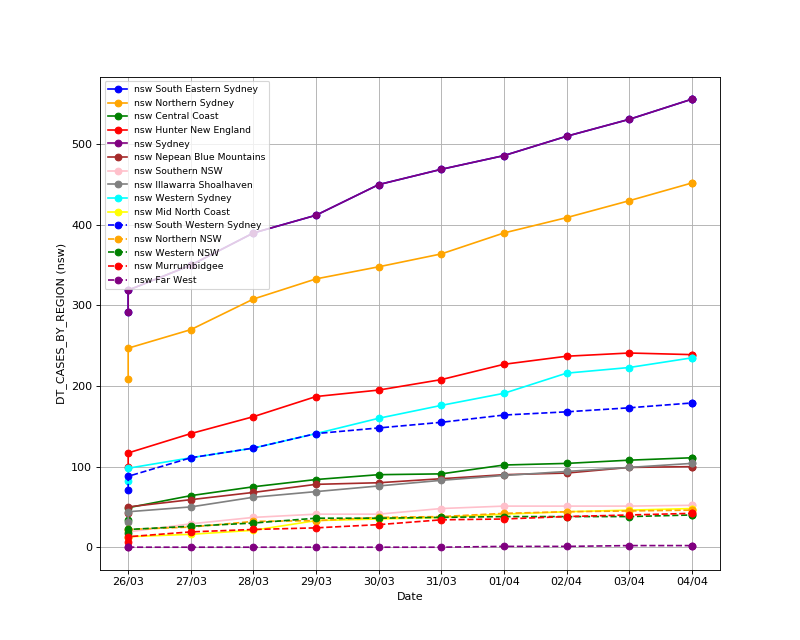 nsw South Eastern Sydney
nsw Northern Sydney
nsw Central Coast
nsw Hunter New England
nsw Sydney
nsw Nepean Blue Mountains
nsw Southern NSW
nsw Illawarra Shoalhaven
nsw Western Sydney
nsw Mid North Coast
nsw South Western Sydney
nsw Northern NSW
nsw Western NSW
nsw Murrumbidgee
nsw Far West
DT_CASES_BY_REGION (nsw)
500
400
300
200
100
0
26/03 27/03 28/03 29/03 30/03 31/03 01/04 02/04 03/04 04/04
Date